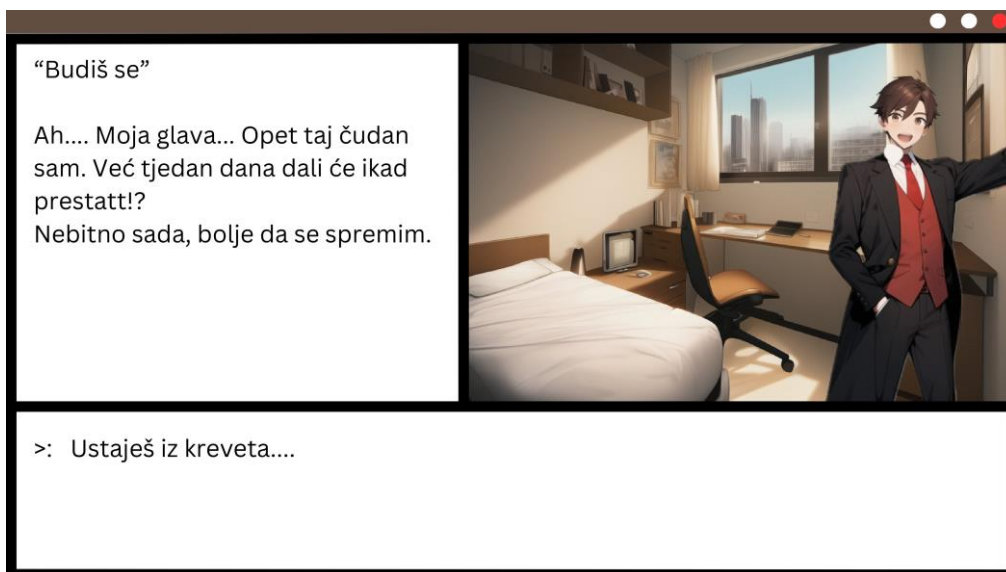 “Budiš se”
Ah.... Moja glava... Opet taj čudan
sam. Već tjedan dana dali će ikad
prestatt!?
Nebitno sada, bolje da se spremim.
>: Ustaješ iz kreveta....